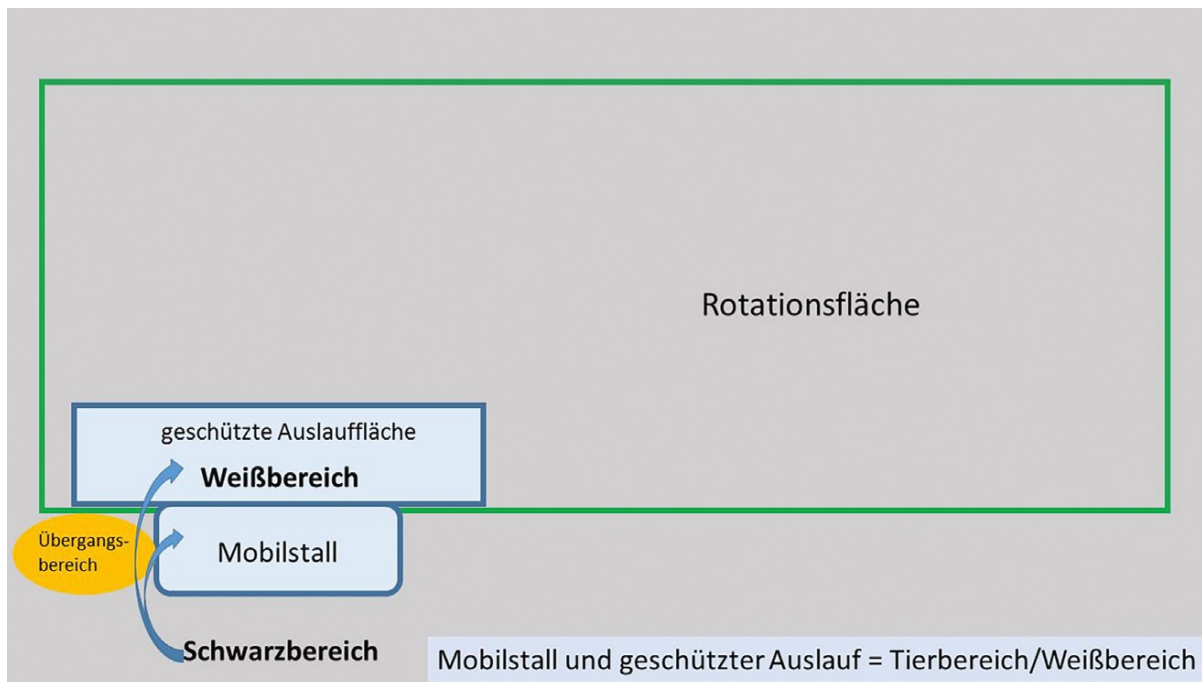 Rotationsfläche
geschützte Auslauffläche
Weißbereich
Übergangs-
bereich
Mobilstall
Schwarzbereich
Mobilstall und geschützter Auslauf = Tierbereich/Weißbereich